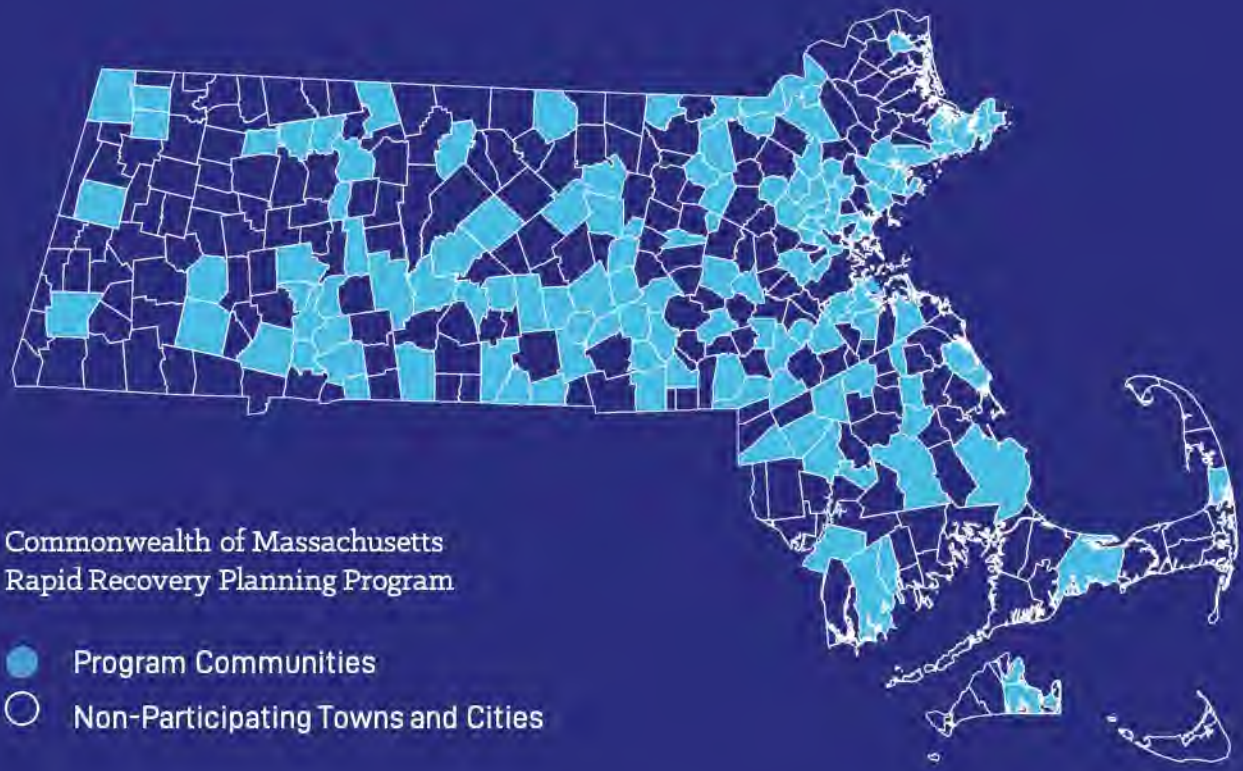 Commonwealth of Massachusetts
Rapid Recovery Planning Program
Program Communities
Non-Participating Towns and Cities